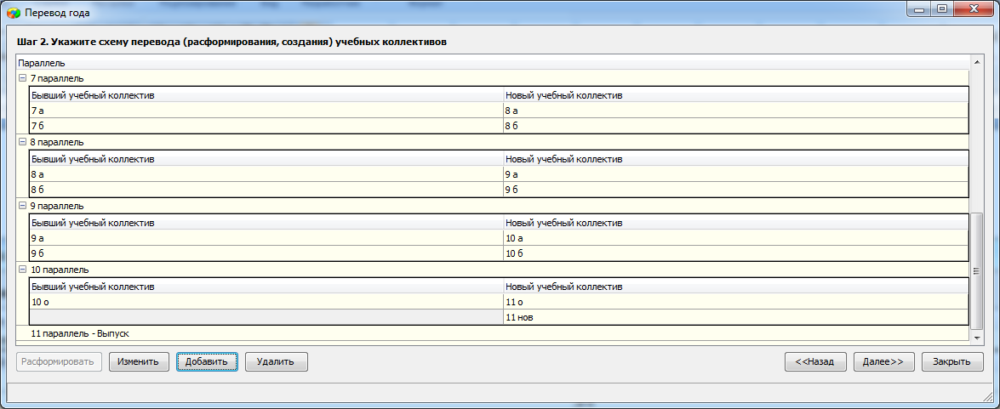 Перевод года
Шаг 2. Укажите схему перевода (расформирования, создания) учебных коллективов
Параллель
7 параллель
Бывший учебный коллектив Новый учебный коллектив
7 а 8 а
7 б 8 б
8 параллель
Бывший учебный коллектив Новый учебный коллектив
8 а 9 а
8 б 9 б
9 параллель
Бывший учебный коллектив Новый учебный коллектив
9 а 10 а
9 б 10 б
10 параллель
Бывший учебный коллектив Новый учебный коллектив
10 о 11 о
11 нов
11 параллель - Выпуск
Расформировать Изменить Добавить Удалить <<Назад Далее>> Закрыть